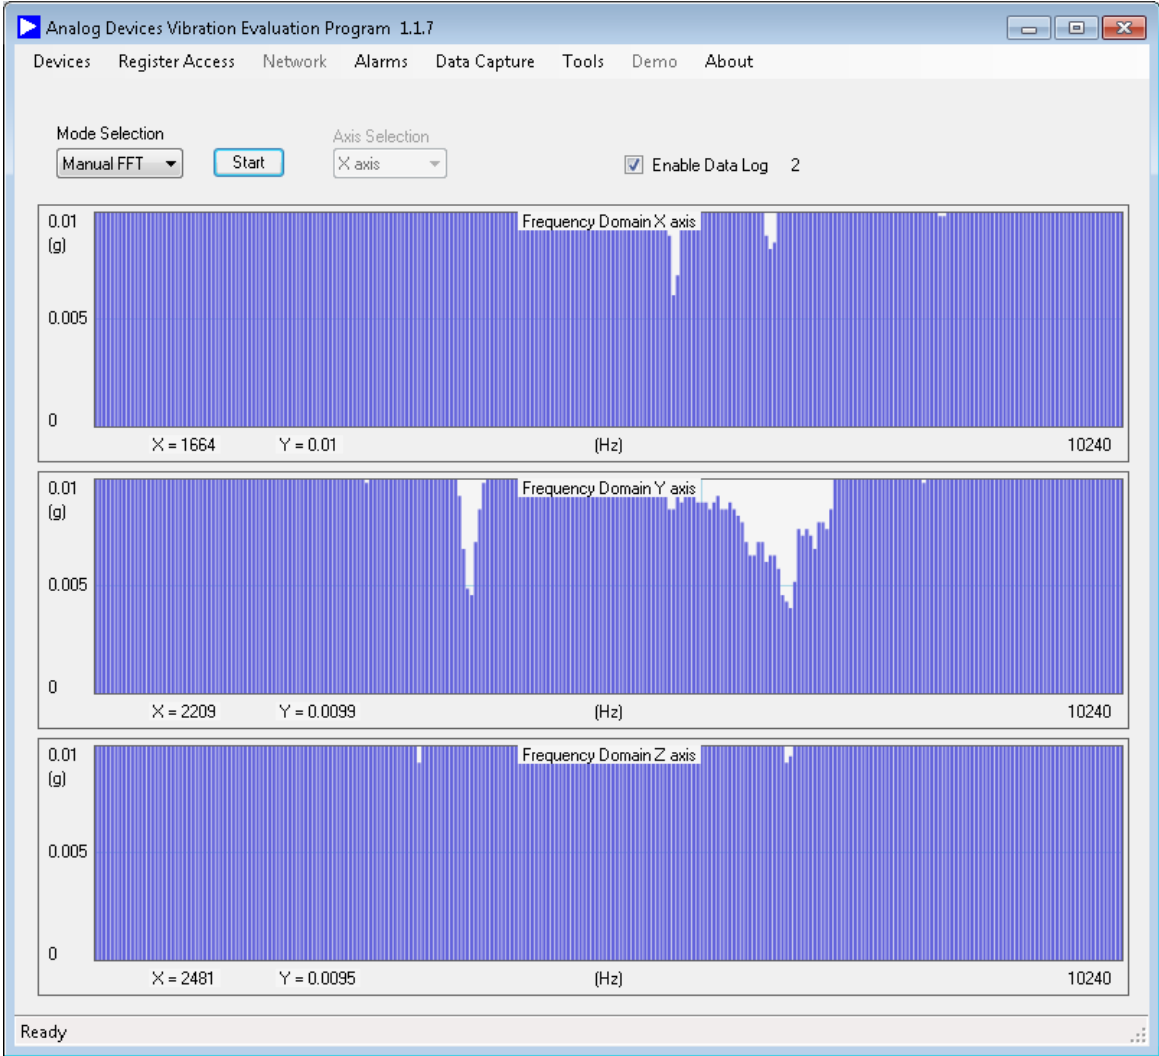 Analog Devices Vibration Evaluation Program 1.1.7
Devices Register Access Network Alarms Data Capture Tools Demo About
Mode Selection
Axis Selection
Manual FFT Start X axis Enable Data Log 2
0.01 Frequency Domain X axis
(g)
0.005
0
X = 1664 Y = 0.01 (Hz) 10240
0.01 Frequency Domain Y axis
(g)
0.005
0
X = 2209 Y = 0.0099 (Hz) 10240
0.01 Frequency Domain Z axis
(g)
0.005
0
X = 2481 Y = 0.0095 (Hz) 10240
Ready